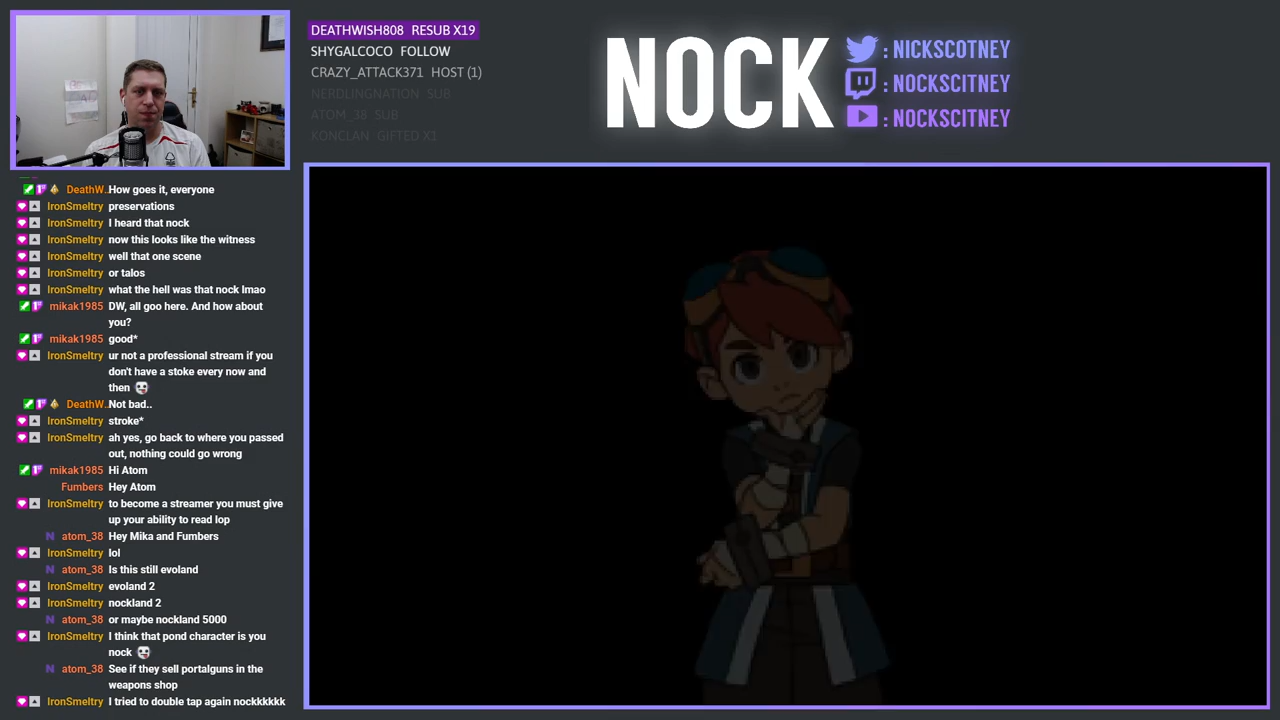 DEATHWISH808 RESUB X19
SHYGALCOCO FOLLOW
CRAZY_ATTACK371 HOST (1)
NERDLINGNATION SUB
ATOM_38 SUB
KONCLAN GIFTED X1
NOCK
: NICKSCOTNEY
: NOCKSCITNEY
: NOCKSCITNEY
DeathW.. How goes it, everyone
IronSmeltry preservations
IronSmeltry I heard that nock
IronSmeltry now this looks like the witness
IronSmeltry well that one scene
IronSmeltry or talos
IronSmeltry what the hell was that nock lmao
mikak1985 DW, all goo here. And how about
you?
mikak1985 good*
IronSmeltry ur not a professional stream if you
don't have a stoke every now and
then
DeathW.. Not bad..
IronSmeltry stroke*
IronSmeltry ah yes, go back to where you passed
out, nothing could go wrong
mikak1985 Hi Atom
Fumbers Hey Atom
IronSmeltry to become a streamer you must give
up your ability to read lop
atom_38 Hey Mika and Fumbers
IronSmeltry lol
atom_38 Is this still evoland
IronSmeltry evoland 2
IronSmeltry nockland 2
atom_38 or maybe nockland 5000
IronSmeltry I think that pond character is you
nock
atom_38 See if they sell portalguns in the
weapons shop
IronSmeltry I tried to double tap again nockkkkkk